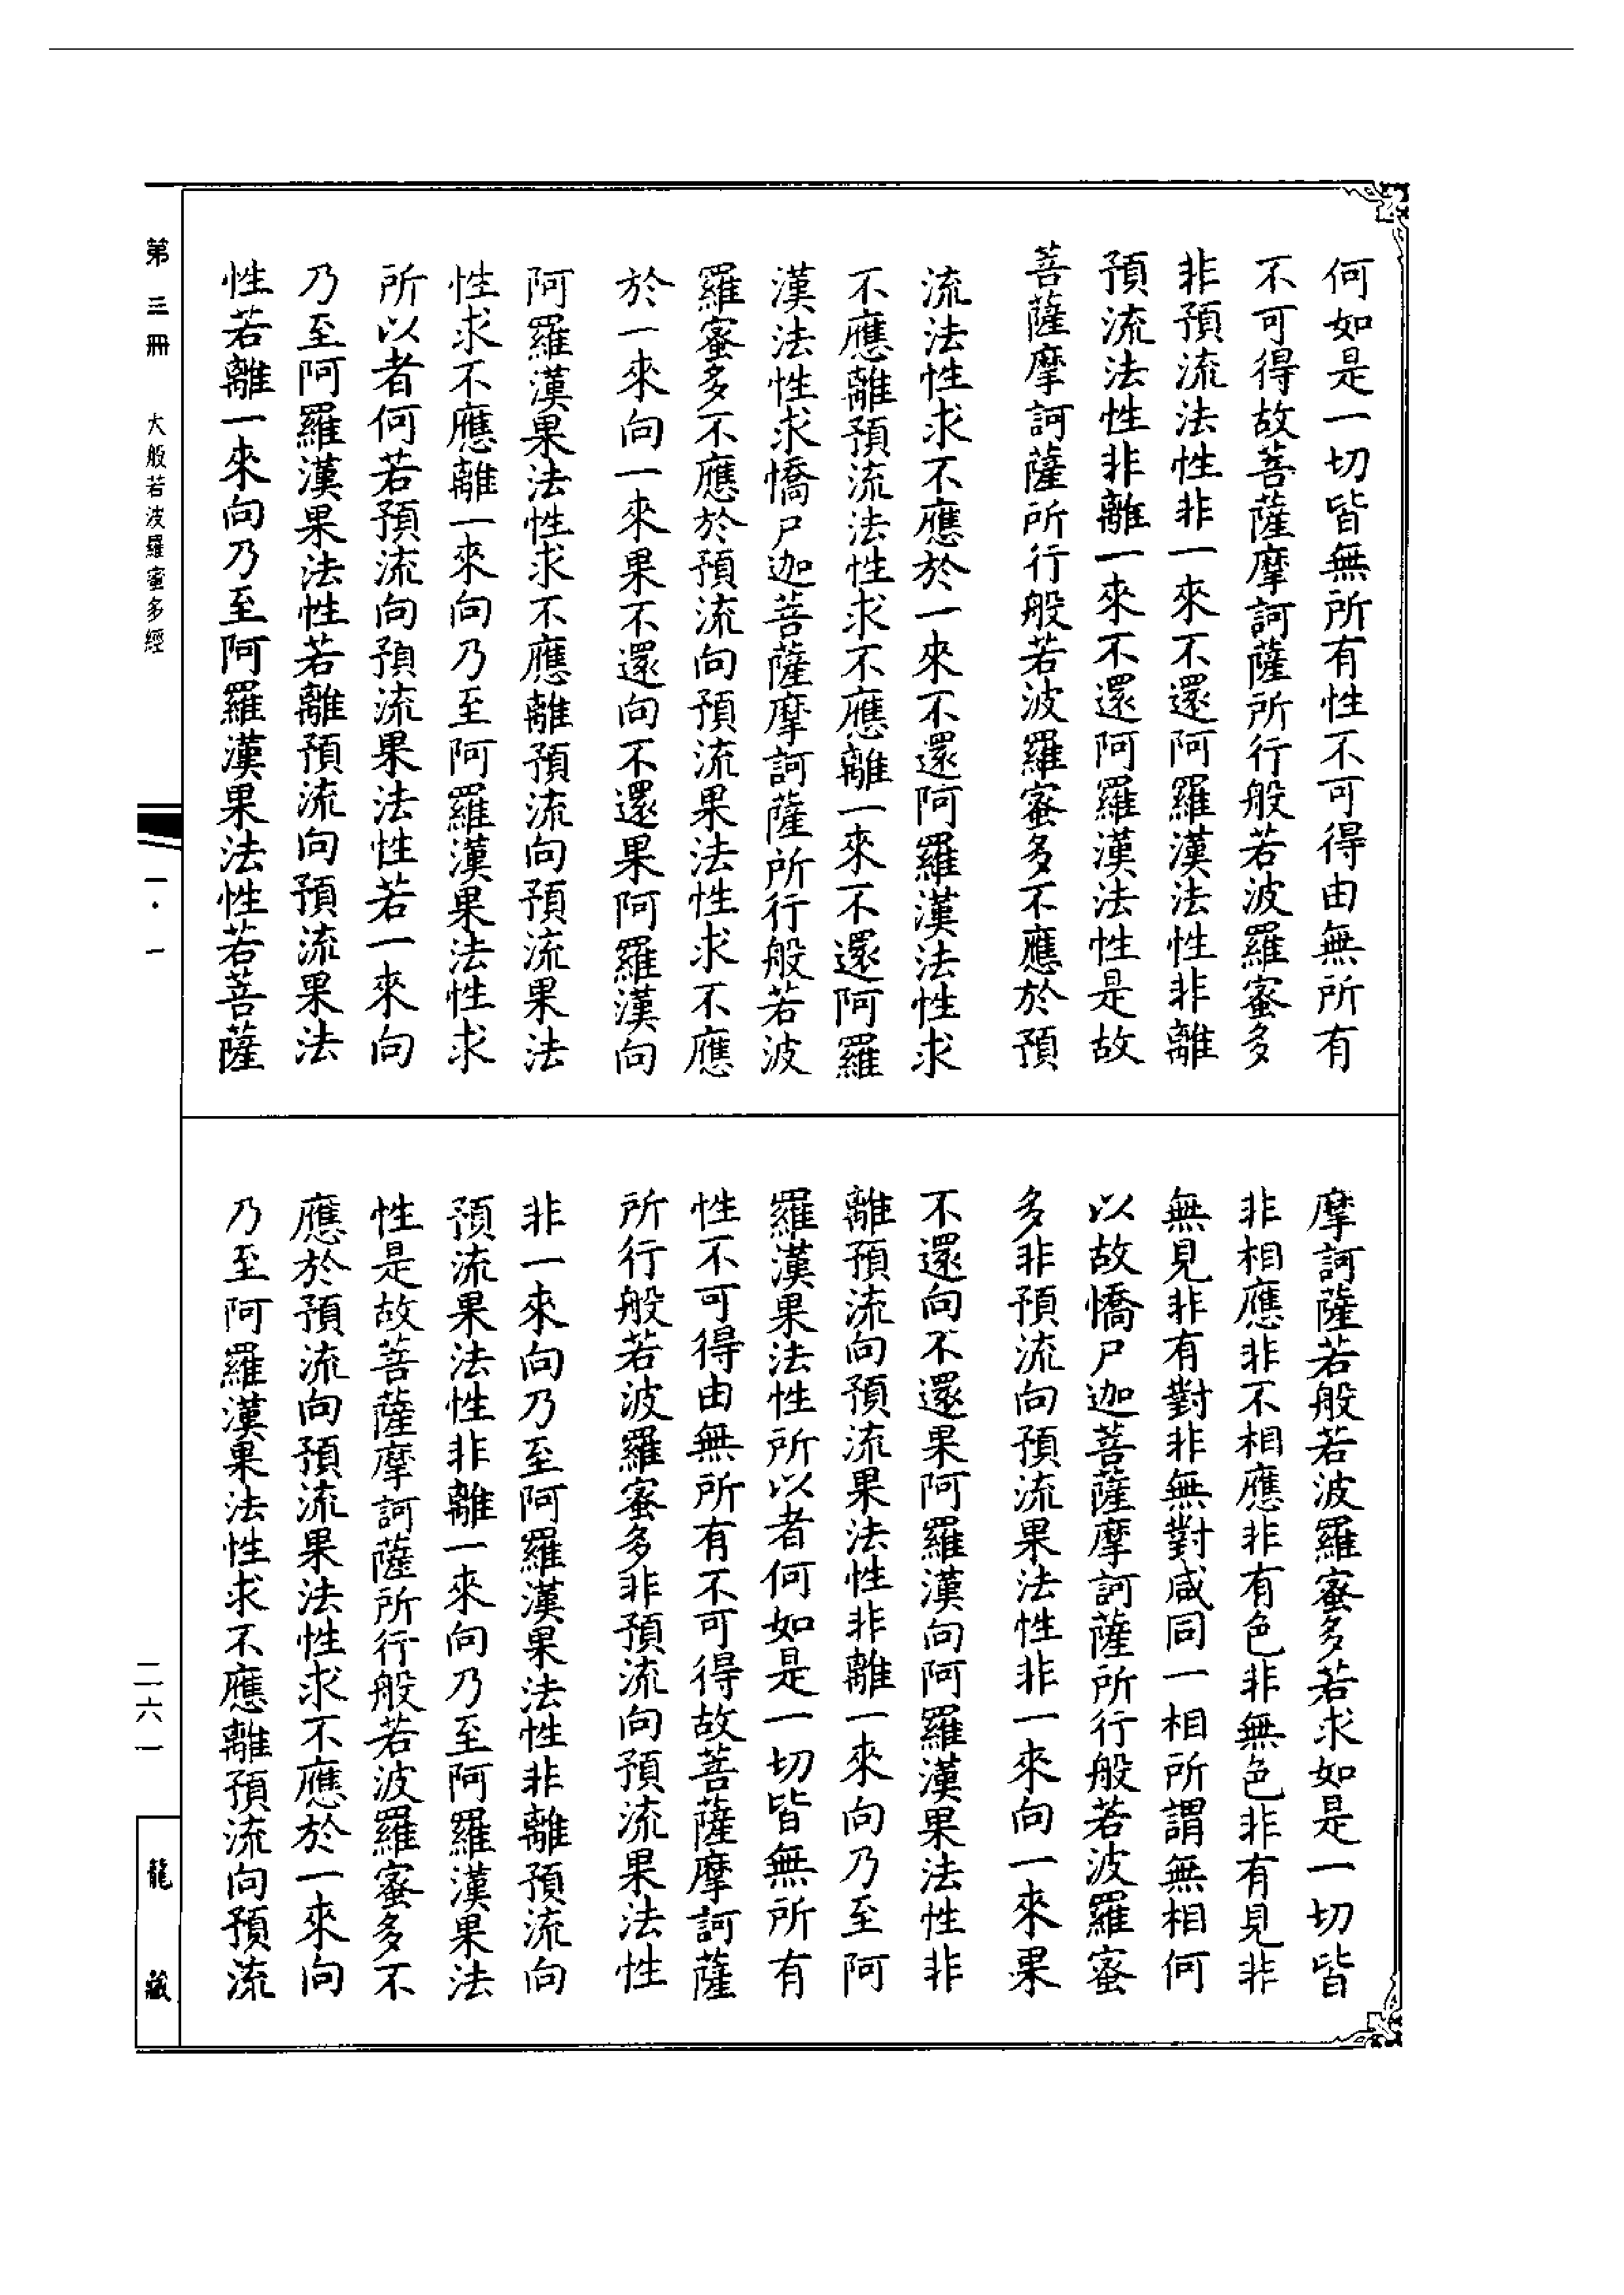 何如是一切皆無所有性不可得由無所有
不可得故菩薩摩訶薩所行般若波羅蜜多
非預流法性非一來不還阿羅漢法性非離
預流法性非離一來不還阿羅漢法性是故
菩薩摩訶薩所行般若波羅蜜多不應於預
流法性求不應於一來不還阿羅漢法性求
不應離預流法性求不應離一來不還阿羅
漢法性求憍尸迦菩薩摩訶薩所行般若波
羅蜜多不應於預流向預流果法性求不應
於一來向一來果不還向不還果阿羅漢向
阿羅漢果法性求不應離預流向預流果法
性求不應離一來向乃至阿羅漢果法性求
所以者何若預流向預流果法性若一來向
乃至阿羅漢果法性若離預流向預流果法
性若離一來向乃至阿羅漢果法性若菩薩
摩訶薩若般若波羅蜜多若求如是一切皆
非相應非不相應非有色非無色非有見非
無見非有對非無對咸同一相所謂無相何
以故憍尸迦菩薩摩訶薩所行般若波羅蜜
多非預流向預流果法性非一來向一來果
不還向不還果阿羅漢向阿羅漢果法性非
離預流向預流果法性非離一來向乃至阿
羅漢果法性所以者何如是一切皆無所有
性不可得由無所有不可得故菩薩摩訶薩
所行般若波羅蜜多非預流向預流果法性
非一來向乃至阿羅漢果法性非離預流向
預流果法性非離一來向乃至阿羅漢果法
性是故菩薩摩訶薩所行般若波羅蜜多不
應於預流向預流果法性求不應於一來向
乃至阿羅漢果法性求不應離預流向預流
第三冊 大般若波羅蜜多經
一·一
二六一
龍藏